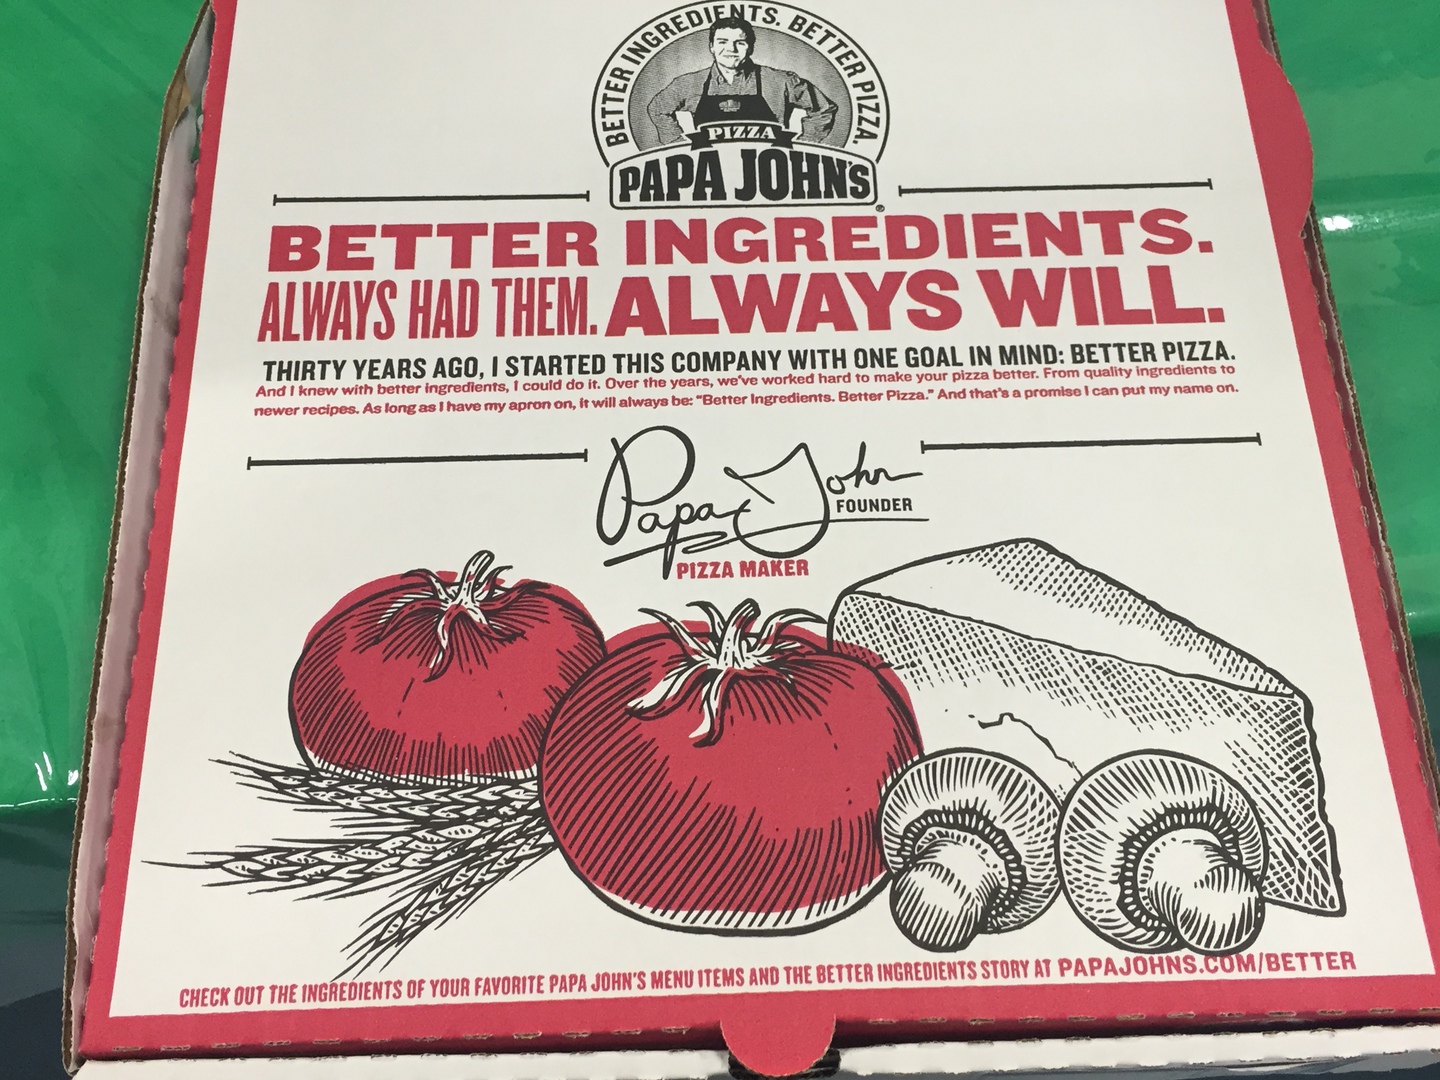 BETTER INGREDIENTS. BETTER PIZZA.
PIZZA
PAPA JOHN'S®
BETTER INGREDIENTS.
ALWAYS HAD THEM. ALWAYS WILL.
THIRTY YEARS AGO, I STARTED THIS COMPANY WITH ONE GOAL IN MIND: BETTER PIZZA.
And I knew with better ingredients, I could do it. Over the years, we've worked hard to make your pizza better. From quality ingredients to
newer recipes. As long as I have my apron on, it will always be: "Better Ingredients. Better Pizza." And that's a promise I can put my name on.
Papa John
FOUNDER
PIZZA MAKER
CHECK OUT THE INGREDIENTS OF YOUR FAVORITE PAPA JOHN'S MENU ITEMS AND THE BETTER INGREDIENTS STORY AT PAPAJOHNS.COM/BETTER